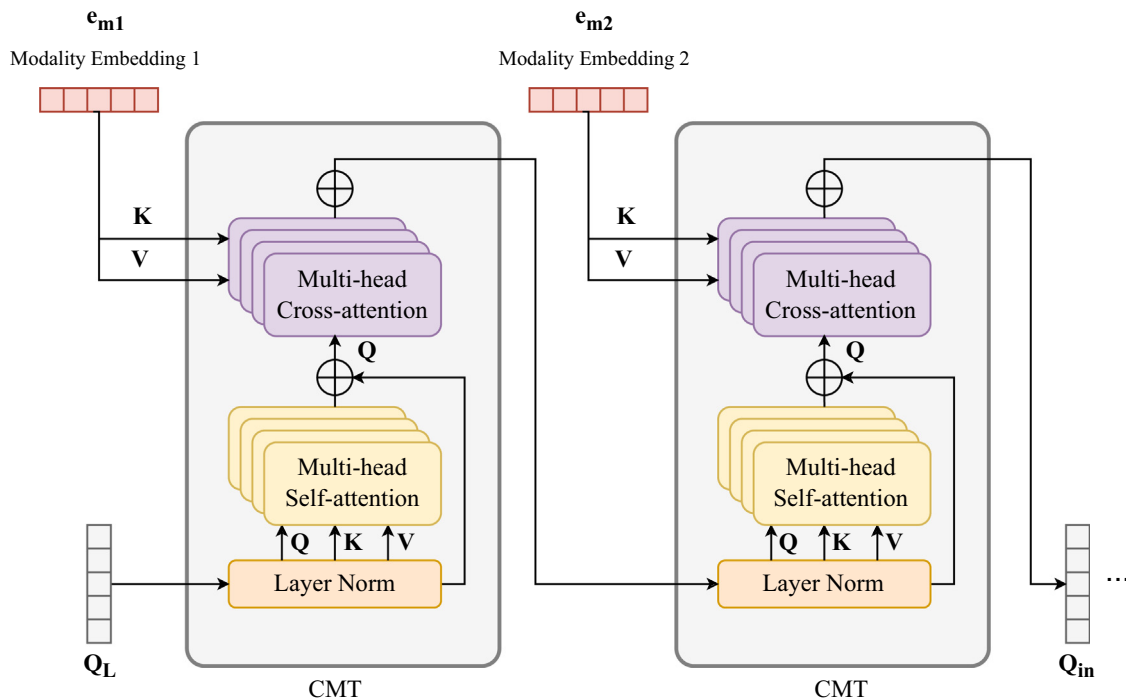 e_m1
Modality Embedding 1
e_m2
Modality Embedding 2
K
V
Multi-head
Cross-attention
Q
Multi-head
Self-attention
Q K V
Layer Norm
Q_L
CMT
K
V
Multi-head
Cross-attention
Q
Multi-head
Self-attention
Q K V
Layer Norm
CMT
...
Q_in